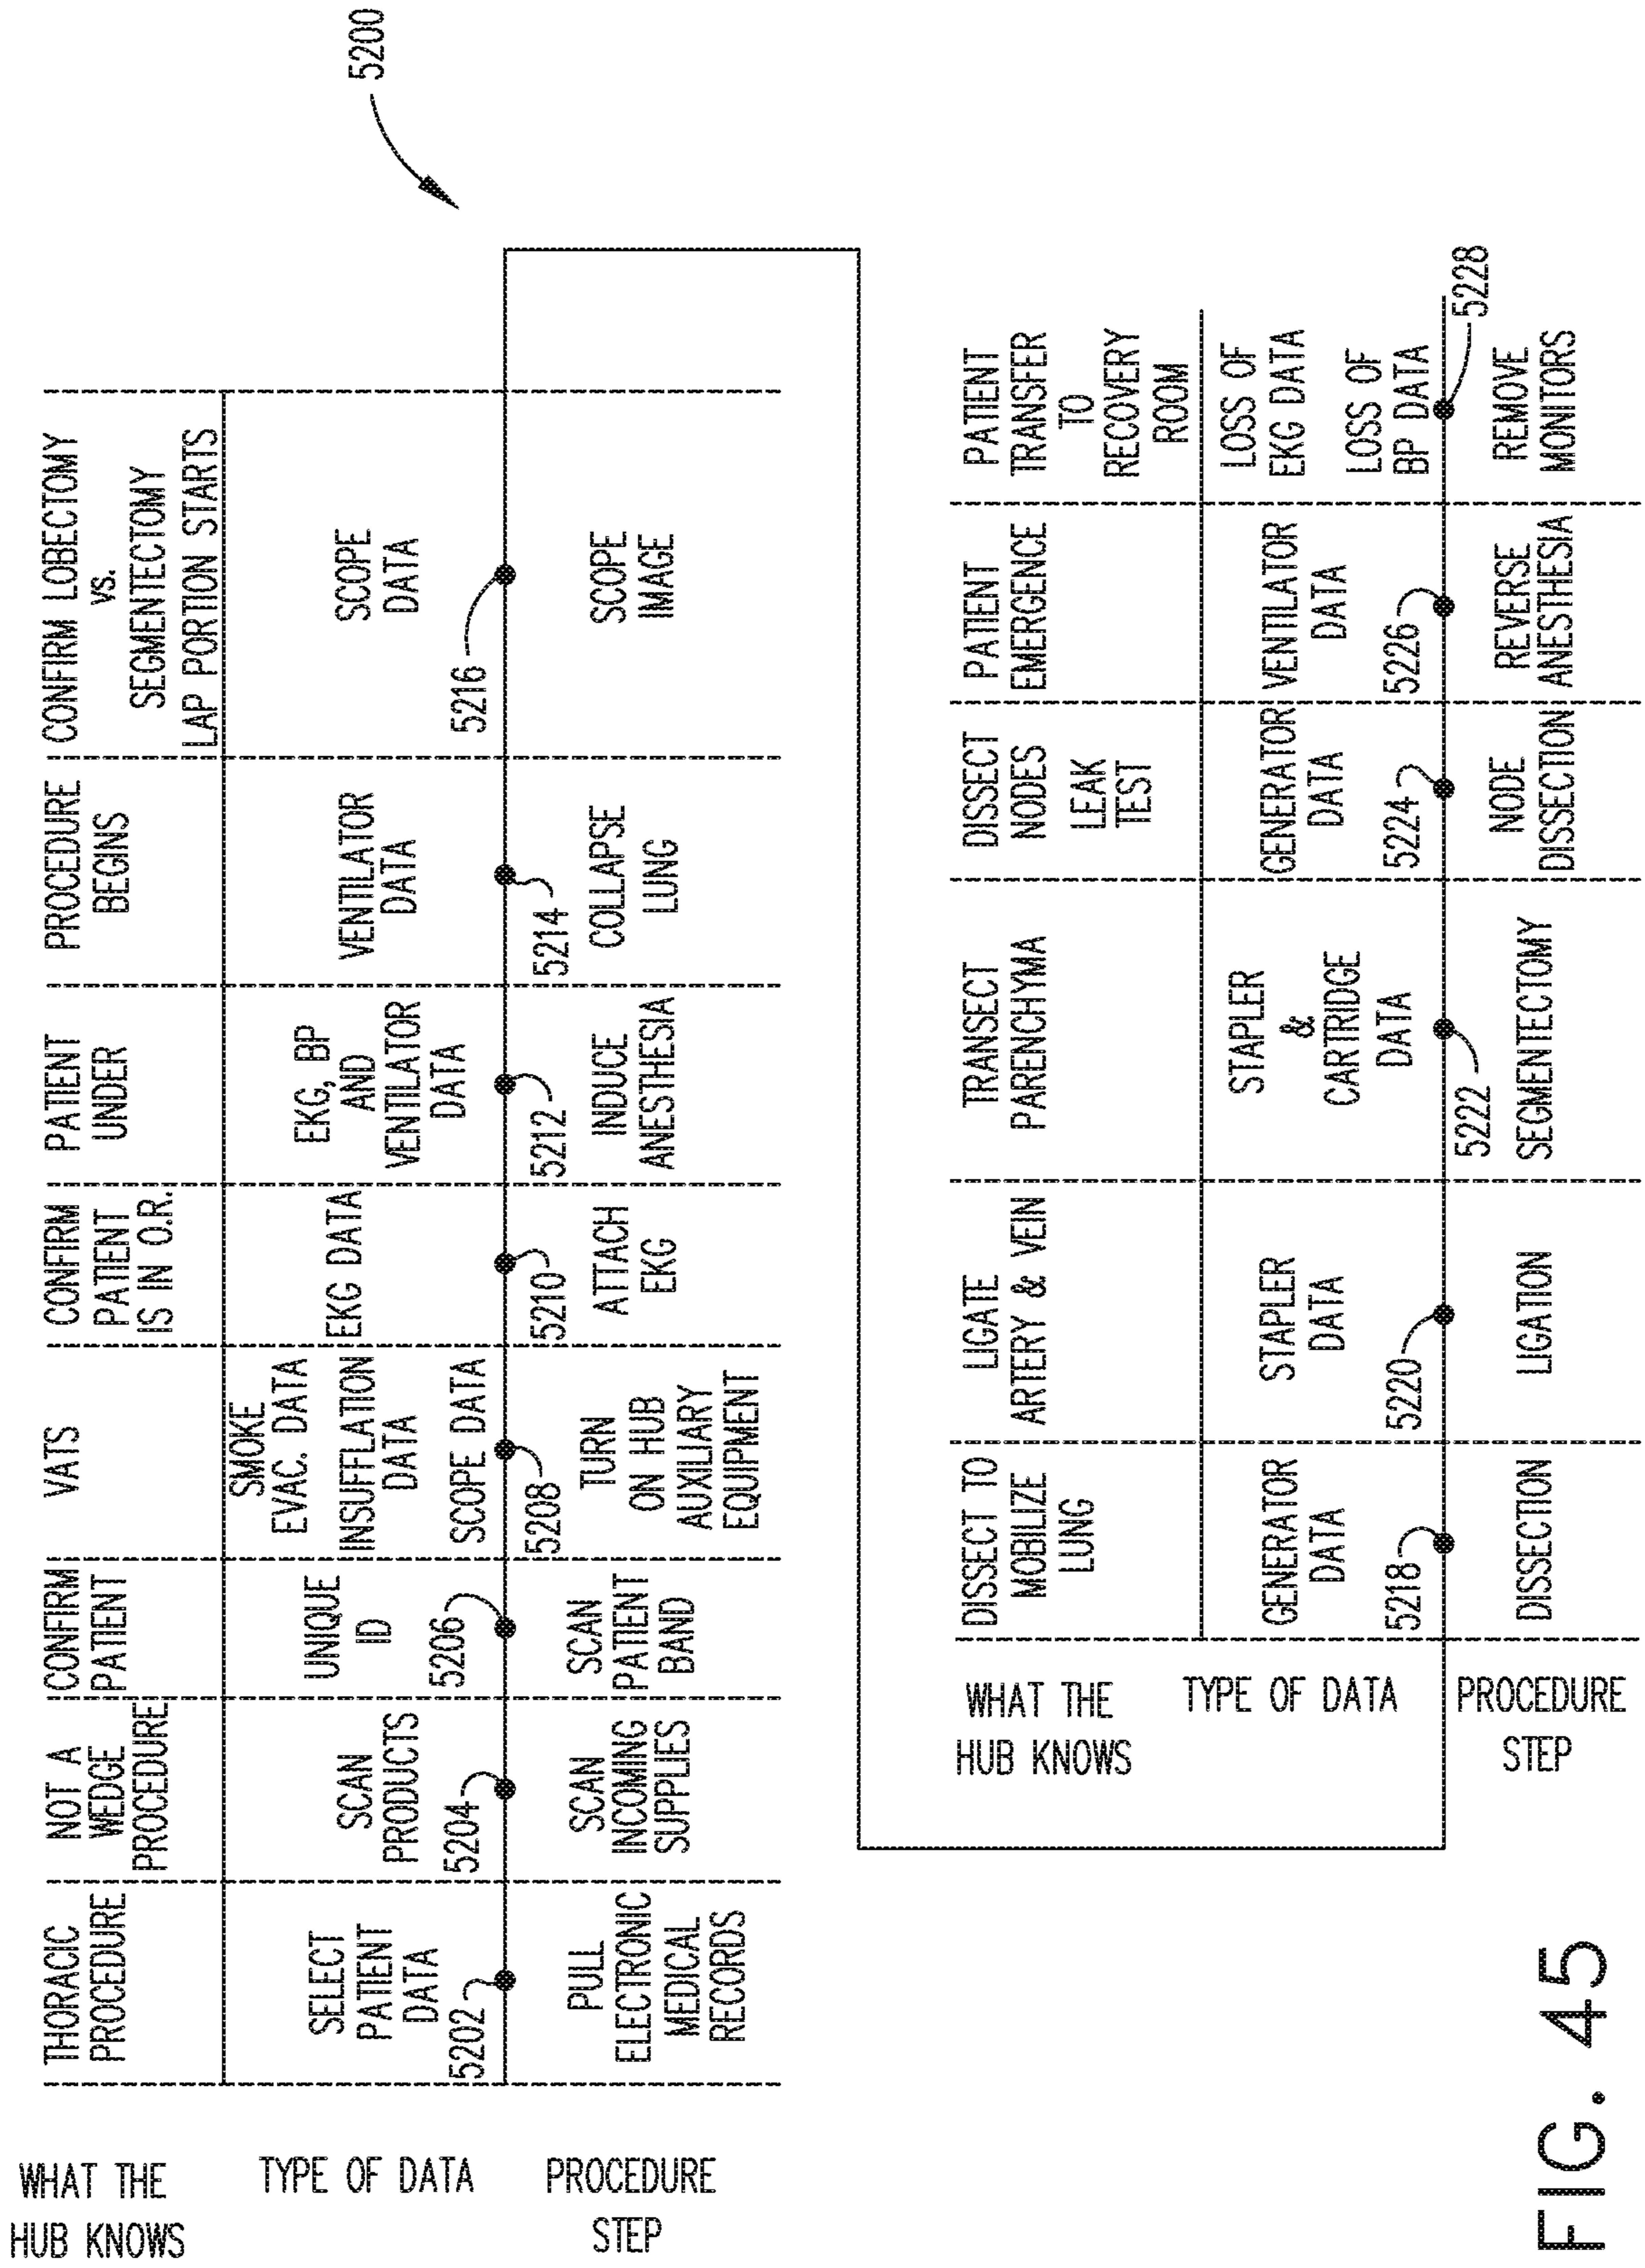 5200
WHAT THE
HUB KNOWS
THORACIC
PROCEDURE
NOT A
WEDGE
PROCEDURE
CONFIRM
PATIENT
VATS
CONFIRM
PATIENT
IS IN O.R.
PATIENT
UNDER
PROCEDURE
BEGINS
CONFIRM LOBECTOMY
VS.
SEGMENTECTOMY
LAP PORTION STARTS
TYPE OF DATA
SELECT
PATIENT
DATA
5202
SCAN
PRODUCTS
5204
UNIQUE
ID
5206
SMOKE
EVAC. DATA
INSUFFLATION
DATA
SCOPE DATA
5208
EKG DATA
5210
EKG, BP
AND
VENTILATOR
DATA
5212
VENTILATOR
DATA
5214
SCOPE
DATA
5216
PROCEDURE
STEP
PULL
ELECTRONIC
MEDICAL
RECORDS
SCAN
INCOMING
SUPPLIES
SCAN
PATIENT
BAND
TURN
ON HUB
AUXILIARY
EQUIPMENT
ATTACH
EKG
INDUCE
ANESTHESIA
COLLAPSE
LUNG
SCOPE
IMAGE
WHAT THE
HUB KNOWS
DISSECT TO
MOBILIZE
LUNG
LIGATE
ARTERY & VEIN
TRANSECT
PARENCHYMA
DISSECT
NODES
LEAK
TEST
PATIENT
EMERGENCE
PATIENT
TRANSFER
TO
RECOVERY
ROOM
TYPE OF DATA
GENERATOR
DATA
5218
STAPLER
DATA
5220
STAPLER
&
CARTRIDGE
DATA
5222
GENERATOR
DATA
5224
VENTILATOR
DATA
5226
LOSS OF
EKG DATA
LOSS OF
BP DATA
5228
PROCEDURE
STEP
DISSECTION
LIGATION
SEGMENTECTOMY
NODE
DISSECTION
REVERSE
ANESTHESIA
REMOVE
MONITORS
FIG. 45